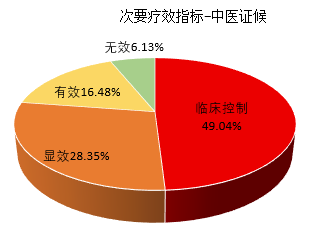 次要疗效指标-中医证候
无效6.13%
有效16.48%
临床控制
49.04%
显效28.35%